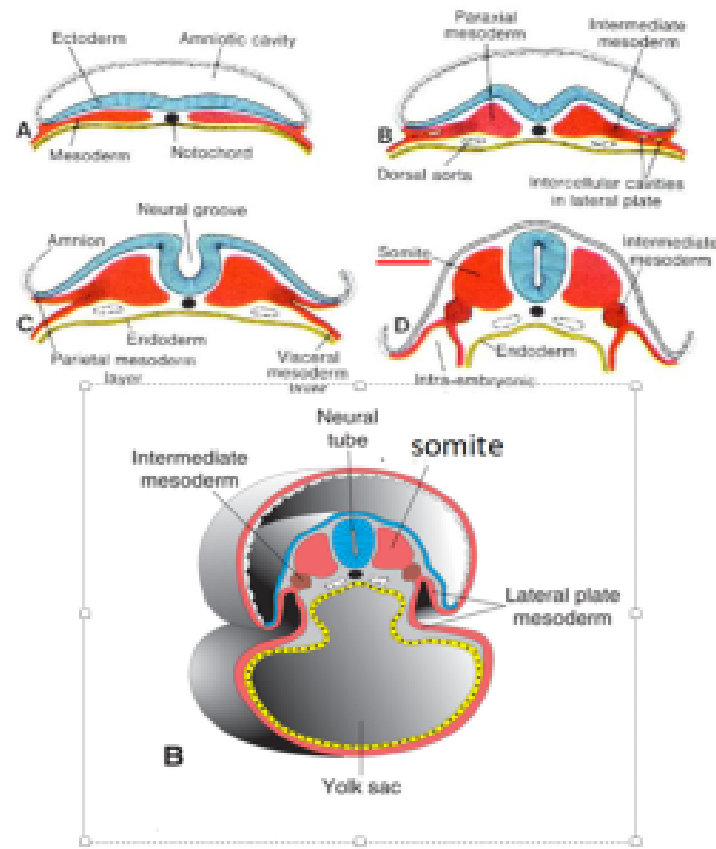 Ectoderm
Amniotic cavity
A
Mesoderm
Notochord
Paraxial
mesoderm
Intermediate
mesoderm
B
Dorsal aorta
Intercellular cavities
in lateral plate
Neural groove
Amnion
C
Endoderm
Parietal mesoderm
layer
Visceral
mesoderm
layer
Somite
Intermediate
mesoderm
D
Endoderm
Intra-embryonic
Neural
tube
somite
Intermediate
mesoderm
Lateral plate
mesoderm
B
Yolk sac